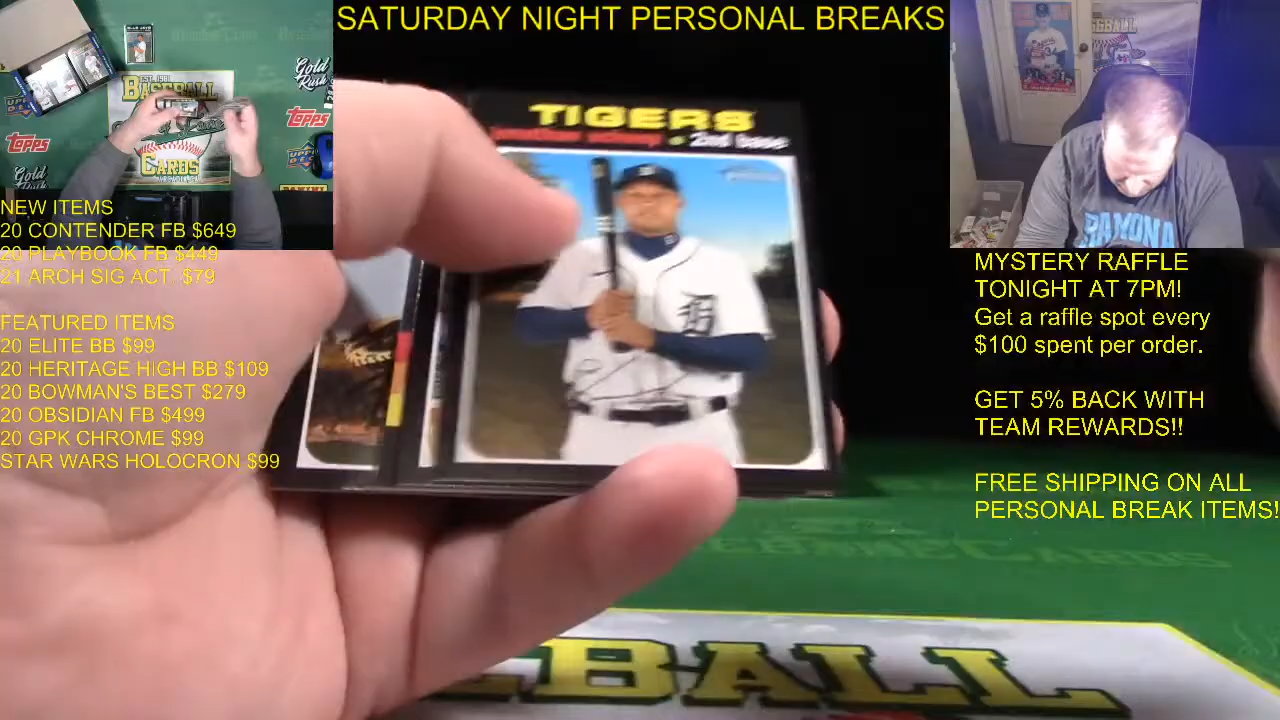 SATURDAY NIGHT PERSONAL BREAKS
NEW ITEMS
20 CONTENDER FB $649
20 PLAYBOOK FB $449
21 ARCH SIG ACT. $79
FEATURED ITEMS
20 ELITE BB $99
20 HERITAGE HIGH BB $109
20 BOWMAN'S BEST $279
20 OBSIDIAN FB $499
20 GPK CHROME $99
STAR WARS HOLOCRON $99
MYSTERY RAFFLE
TONIGHT AT 7PM!
Get a raffle spot every
$100 spent per order.
GET 5% BACK WITH
TEAM REWARDS!!
FREE SHIPPING ON ALL
PERSONAL BREAK ITEMS!
TIGERS
2nd base
BASEBALL
CARDS
Gold
Rush
Topps
Topps
RAMONA
BALL